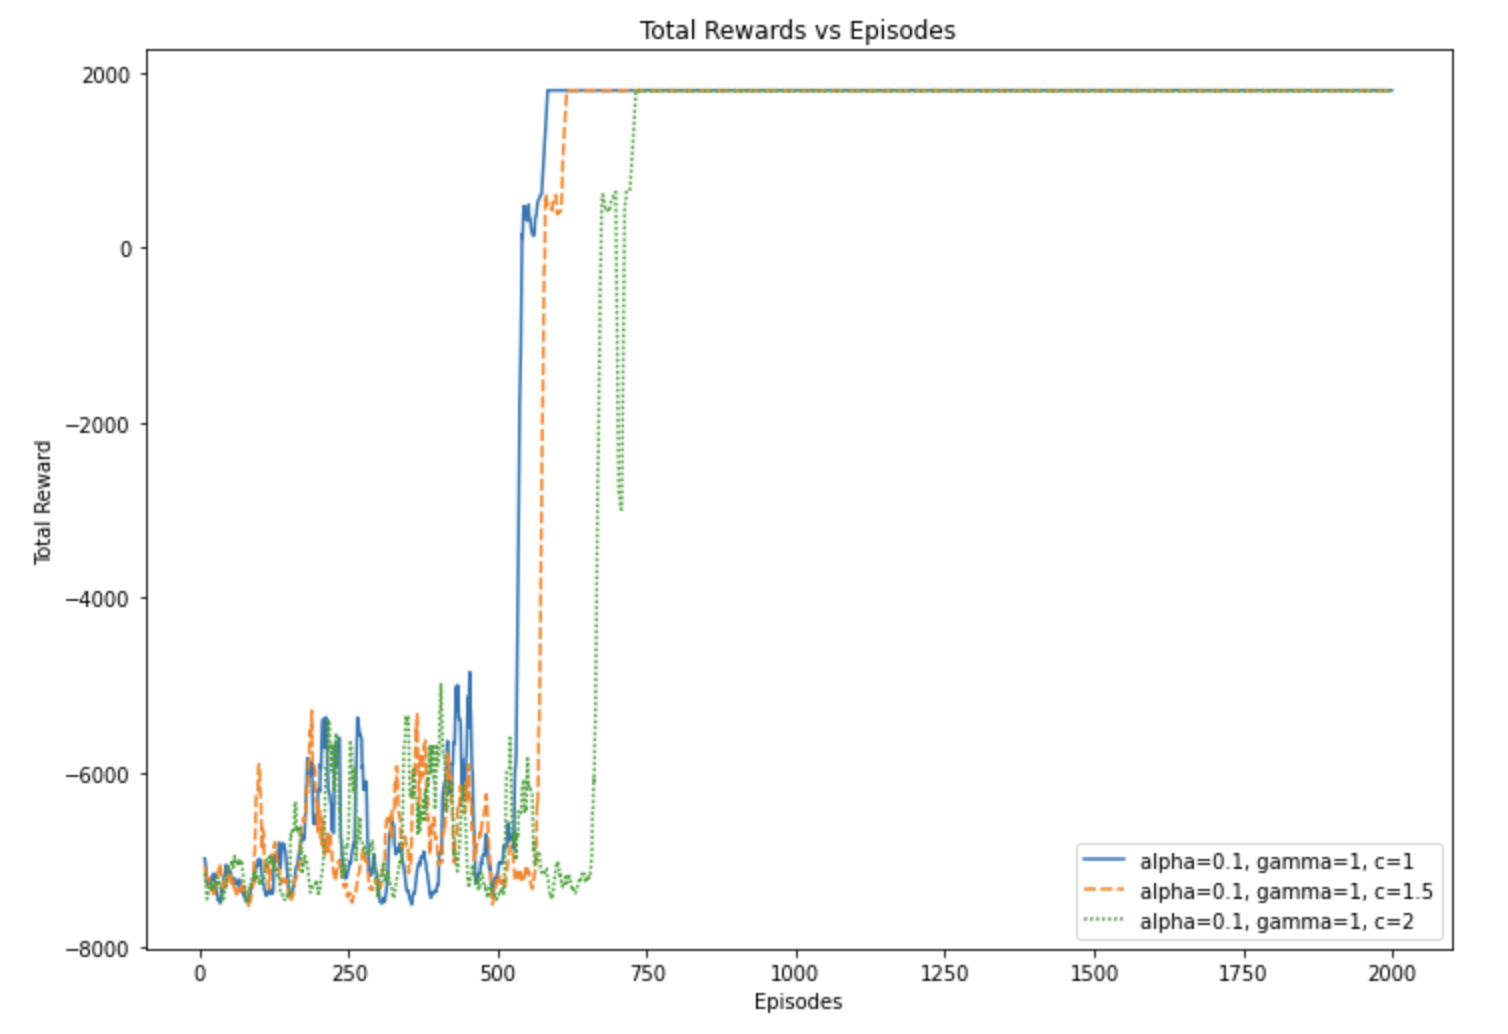 Total Rewards vs Episodes
2000
0
−2000
−4000
−6000
−8000
Total Reward
0 250 500 750 1000 1250 1500 1750 2000
Episodes
alpha=0.1, gamma=1, c=1
alpha=0.1, gamma=1, c=1.5
alpha=0.1, gamma=1, c=2